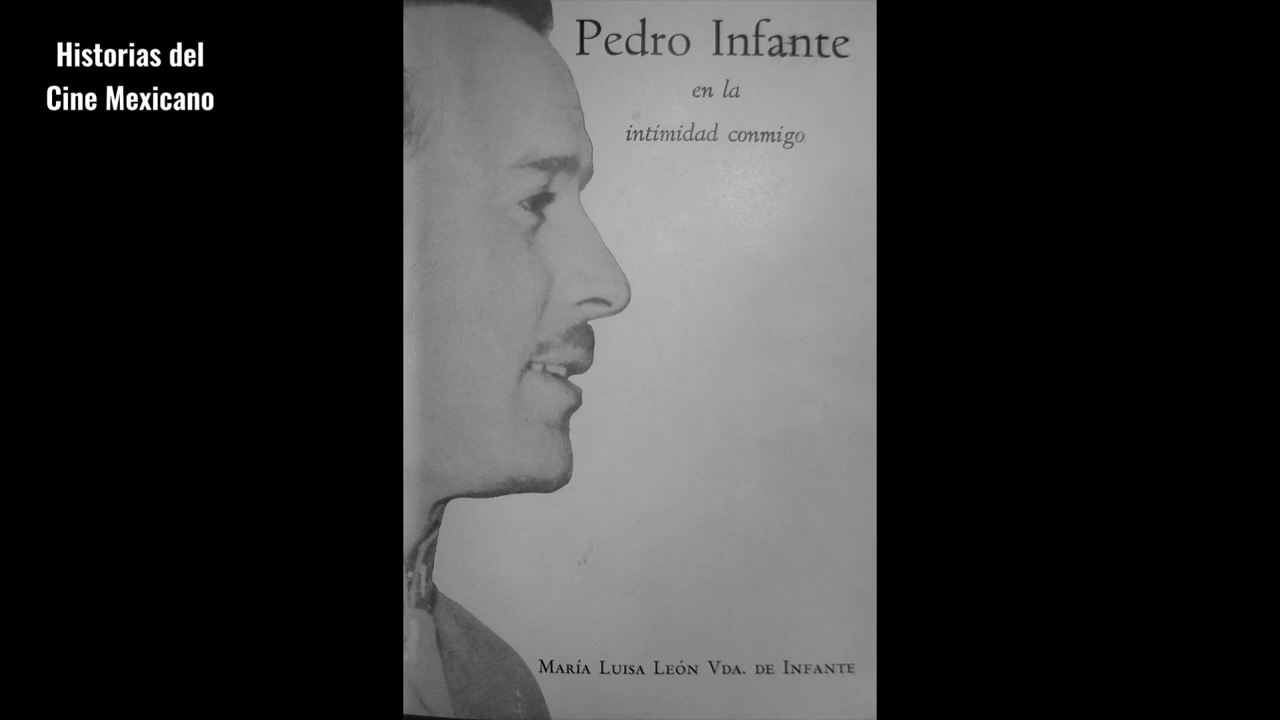 Historias del
Cine Mexicano
Pedro Infante
en la
intimidad conmigo
María Luisa León Vda. de Infante